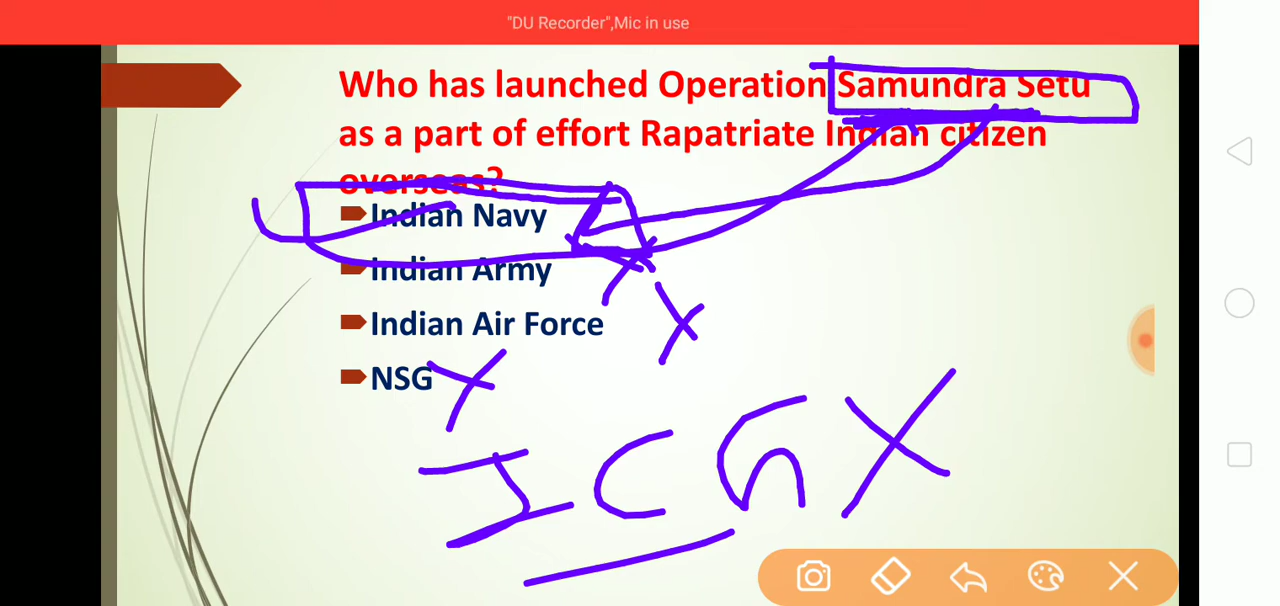 "DU Recorder",Mic in use
Who has launched Operation Samundra Setu
as a part of effort Rapatriate Indian citizen
overseas?
Indian Navy
Indian Army
Indian Air Force
NSG
ICG X